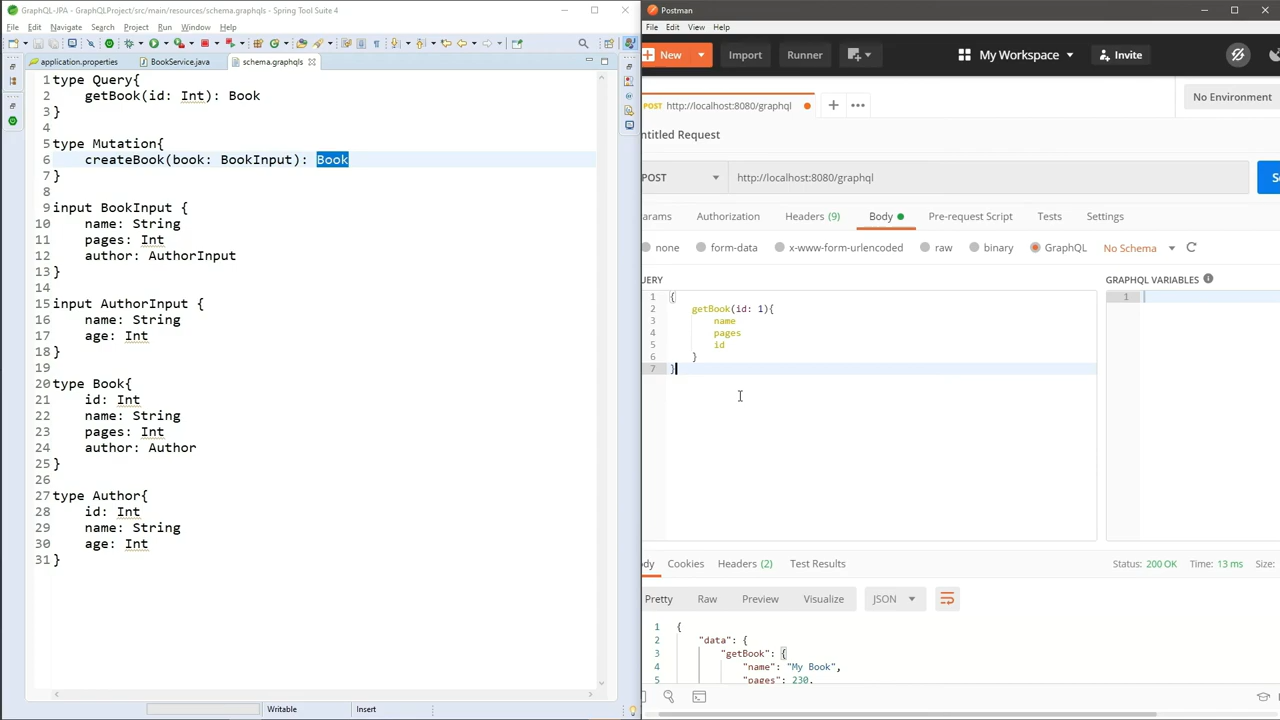 GraphQL-JPA - GraphQLProject/src/main/resources/schema.graphqls - Spring Tool Suite 4
File Edit Navigate Search Project Run Window Help
application.properties BookService.java schema.graphqls
1 type Query{
2 getBook(id: Int): Book
3 }
4
5 type Mutation{
6 createBook(book: BookInput): Book
7 }
8
9 input BookInput {
10 name: String
11 pages: Int
12 author: AuthorInput
13 }
14
15 input AuthorInput {
16 name: String
17 age: Int
18 }
19
20 type Book{
21 id: Int
22 name: String
23 pages: Int
24 author: Author
25 }
26
27 type Author{
28 id: Int
29 name: String
30 age: Int
31 }
Writable Insert
Postman
File Edit View Help
New Import Runner My Workspace Invite
POST http://localhost:8080/graphql No Environment
ntitled Request
POST http://localhost:8080/graphql Se
arams Authorization Headers (9) Body Pre-request Script Tests Settings
none form-data x-www-form-urlencoded raw binary GraphQL No Schema
UERY GRAPHQL VARIABLES
1 { 1
2 getBook(id: 1){
3 name
4 pages
5 id
6 }
7 }
dy Cookies Headers (2) Test Results Status: 200 OK Time: 13 ms Size:
Pretty Raw Preview Visualize JSON
1 {
2 "data": {
3 "getBook": {
4 "name": "My Book",
5 "pages": 230,